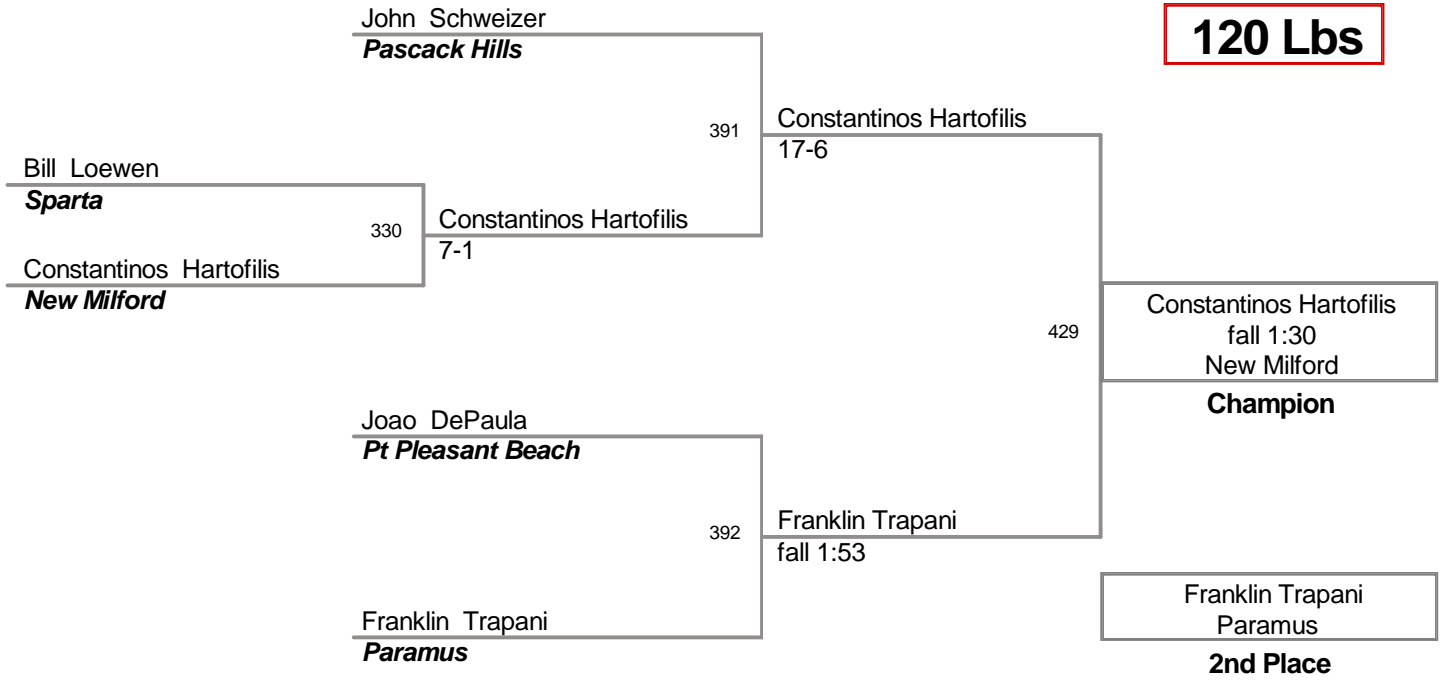 John Schweizer
Pascack Hills
120 Lbs
391
Constantinos Hartofilis
17-6
Bill Loewen
Sparta
330
Constantinos Hartofilis
7-1
Constantinos Hartofilis
New Milford
429
Constantinos Hartofilis
fall 1:30
New Milford
Champion
Joao DePaula
Pt Pleasant Beach
392
Franklin Trapani
fall 1:53
Franklin Trapani
Paramus
Franklin Trapani
Paramus
2nd Place